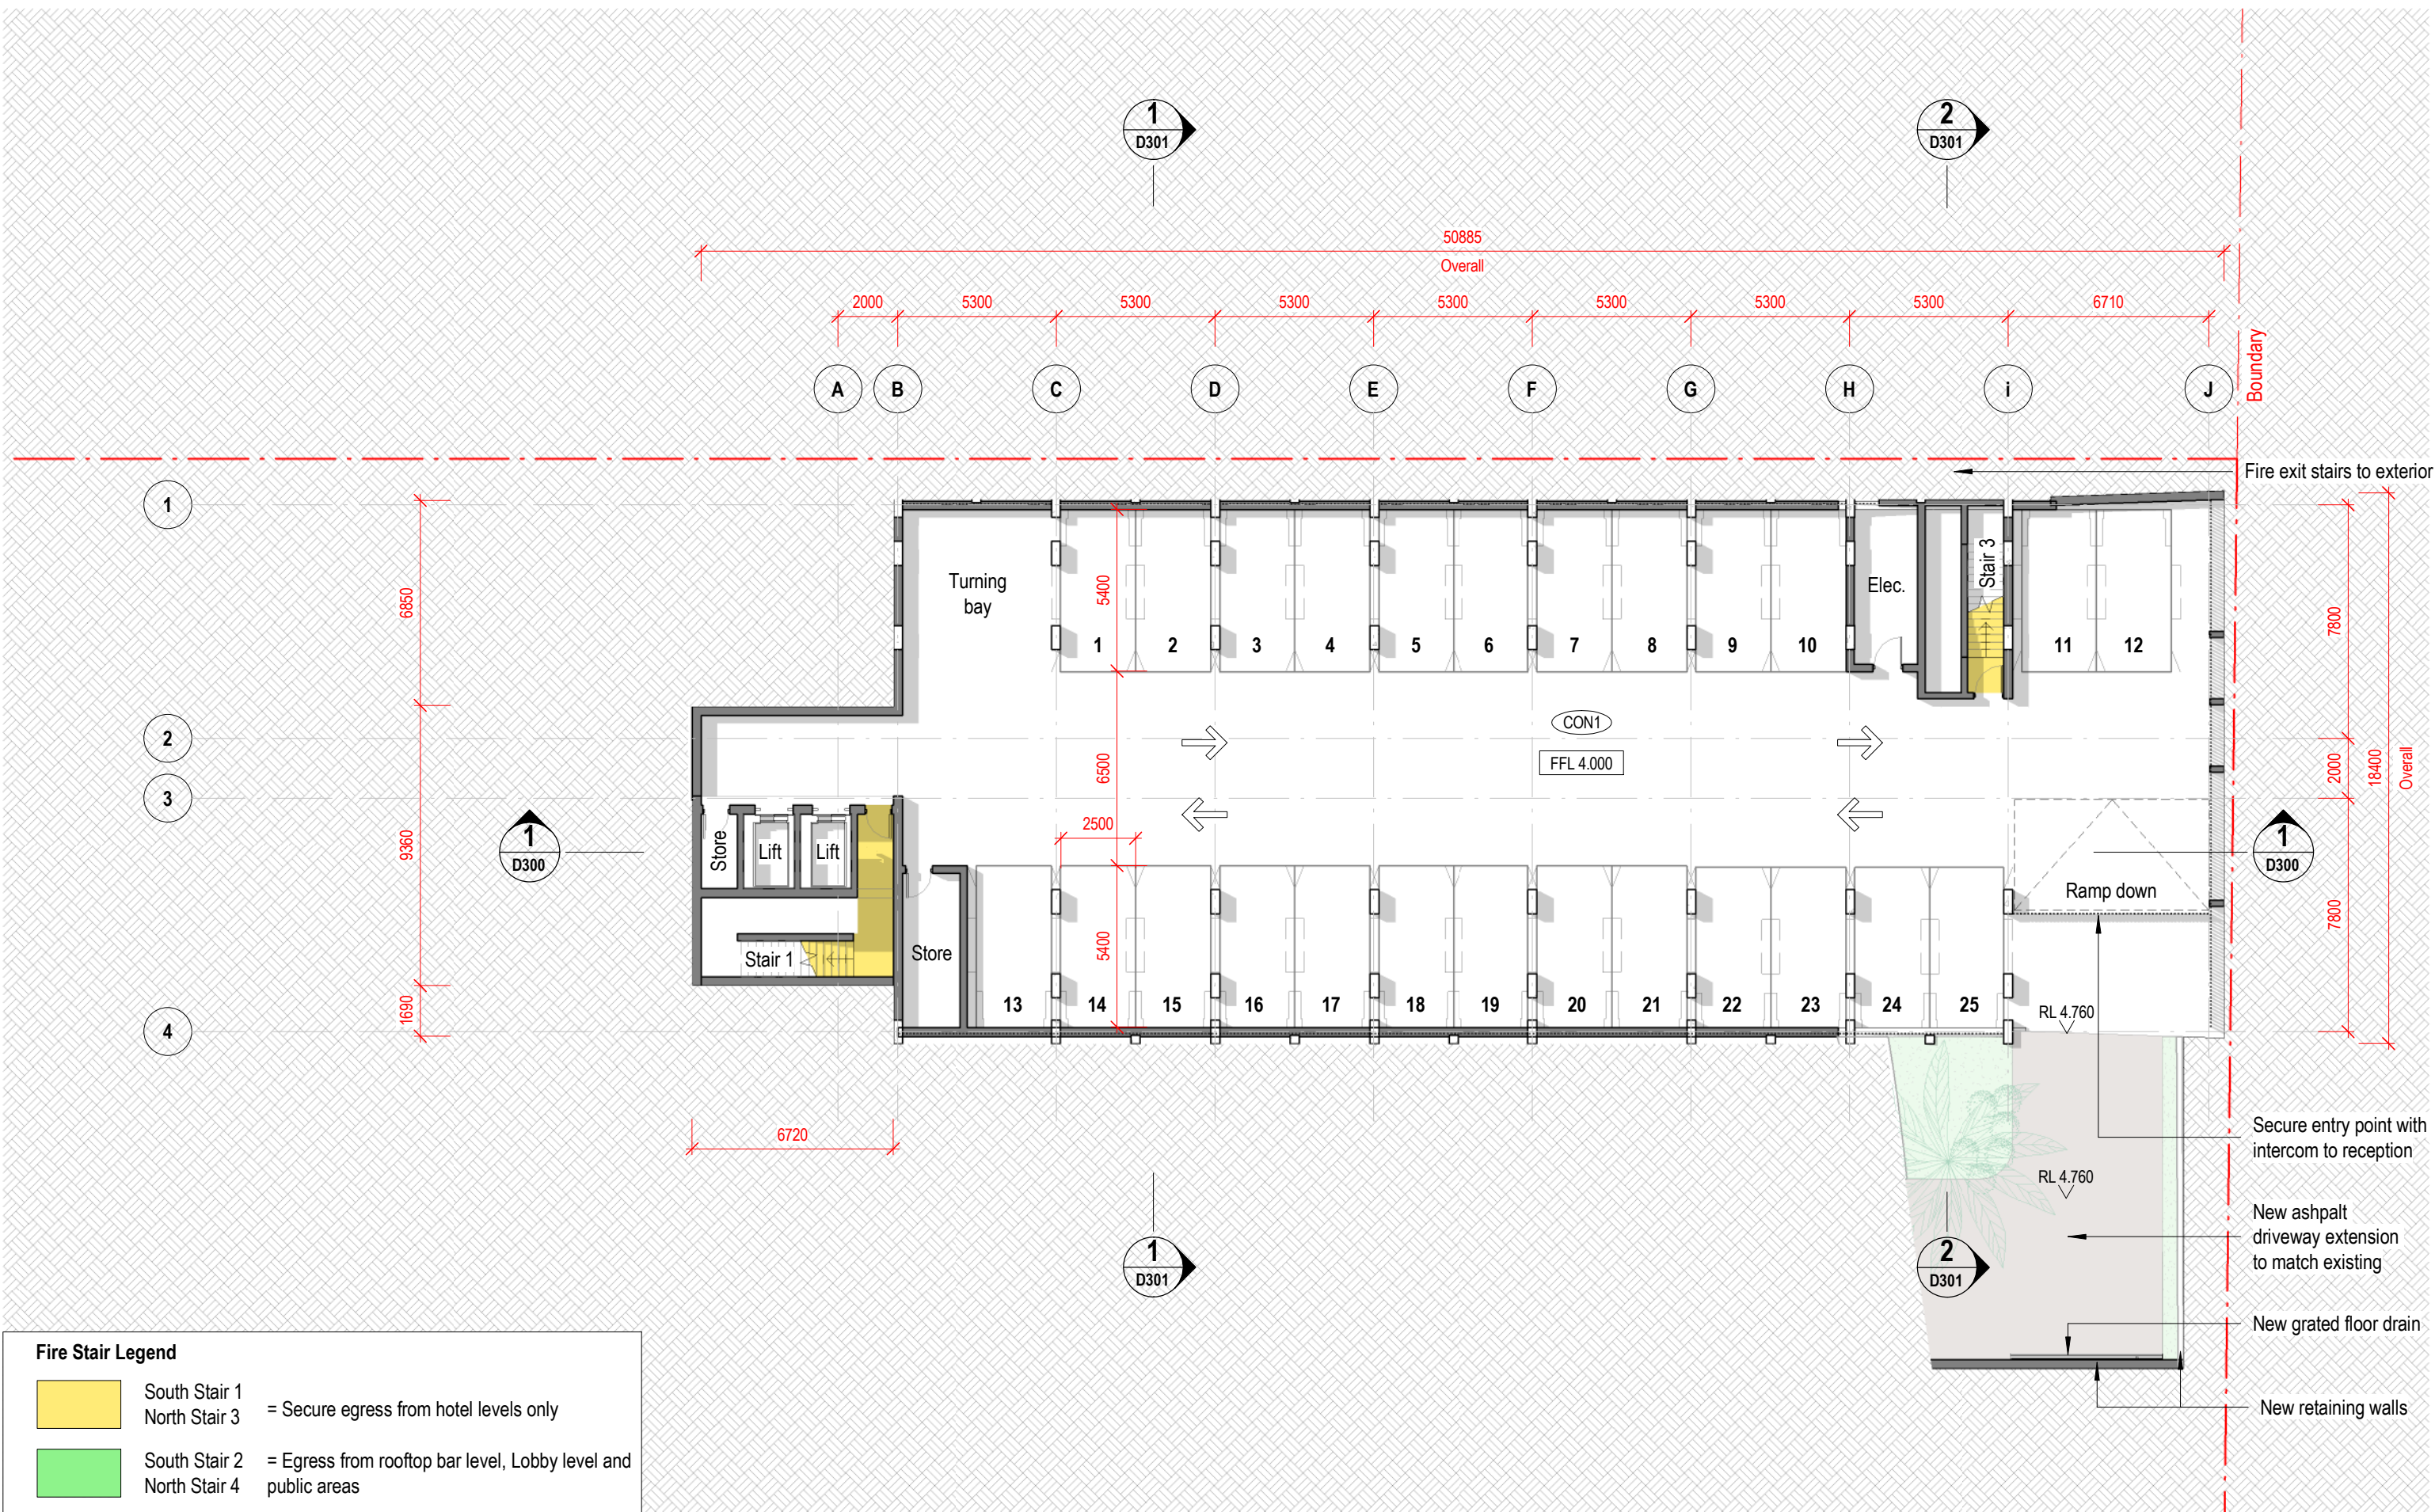 1
D301
2
D301
50885
Overall
2000
5300
5300
5300
5300
5300
5300
5300
6710
A
B
C
D
E
F
G
H
i
J
Boundary
Fire exit stairs to exterior
1
2
3
4
6850
9360
1690
Turning
bay
5400
1
2
3
4
5
6
7
8
9
10
Elec.
Stair 3
11
12
7800
2000
7800
18400
Overall
CON1
FFL 4.000
6500
2500
1
D300
Store
Lift
Lift
Stair 1
Store
5400
13
14
15
16
17
18
19
20
21
22
23
24
25
Ramp down
1
D300
RL 4.760
RL 4.760
6720
Secure entry point with
intercom to reception
New ashpalt
driveway extension
to match existing
New grated floor drain
New retaining walls
1
D301
2
D301
Fire Stair Legend
South Stair 1
North Stair 3
= Secure egress from hotel levels only
South Stair 2
North Stair 4
= Egress from rooftop bar level, Lobby level and
public areas